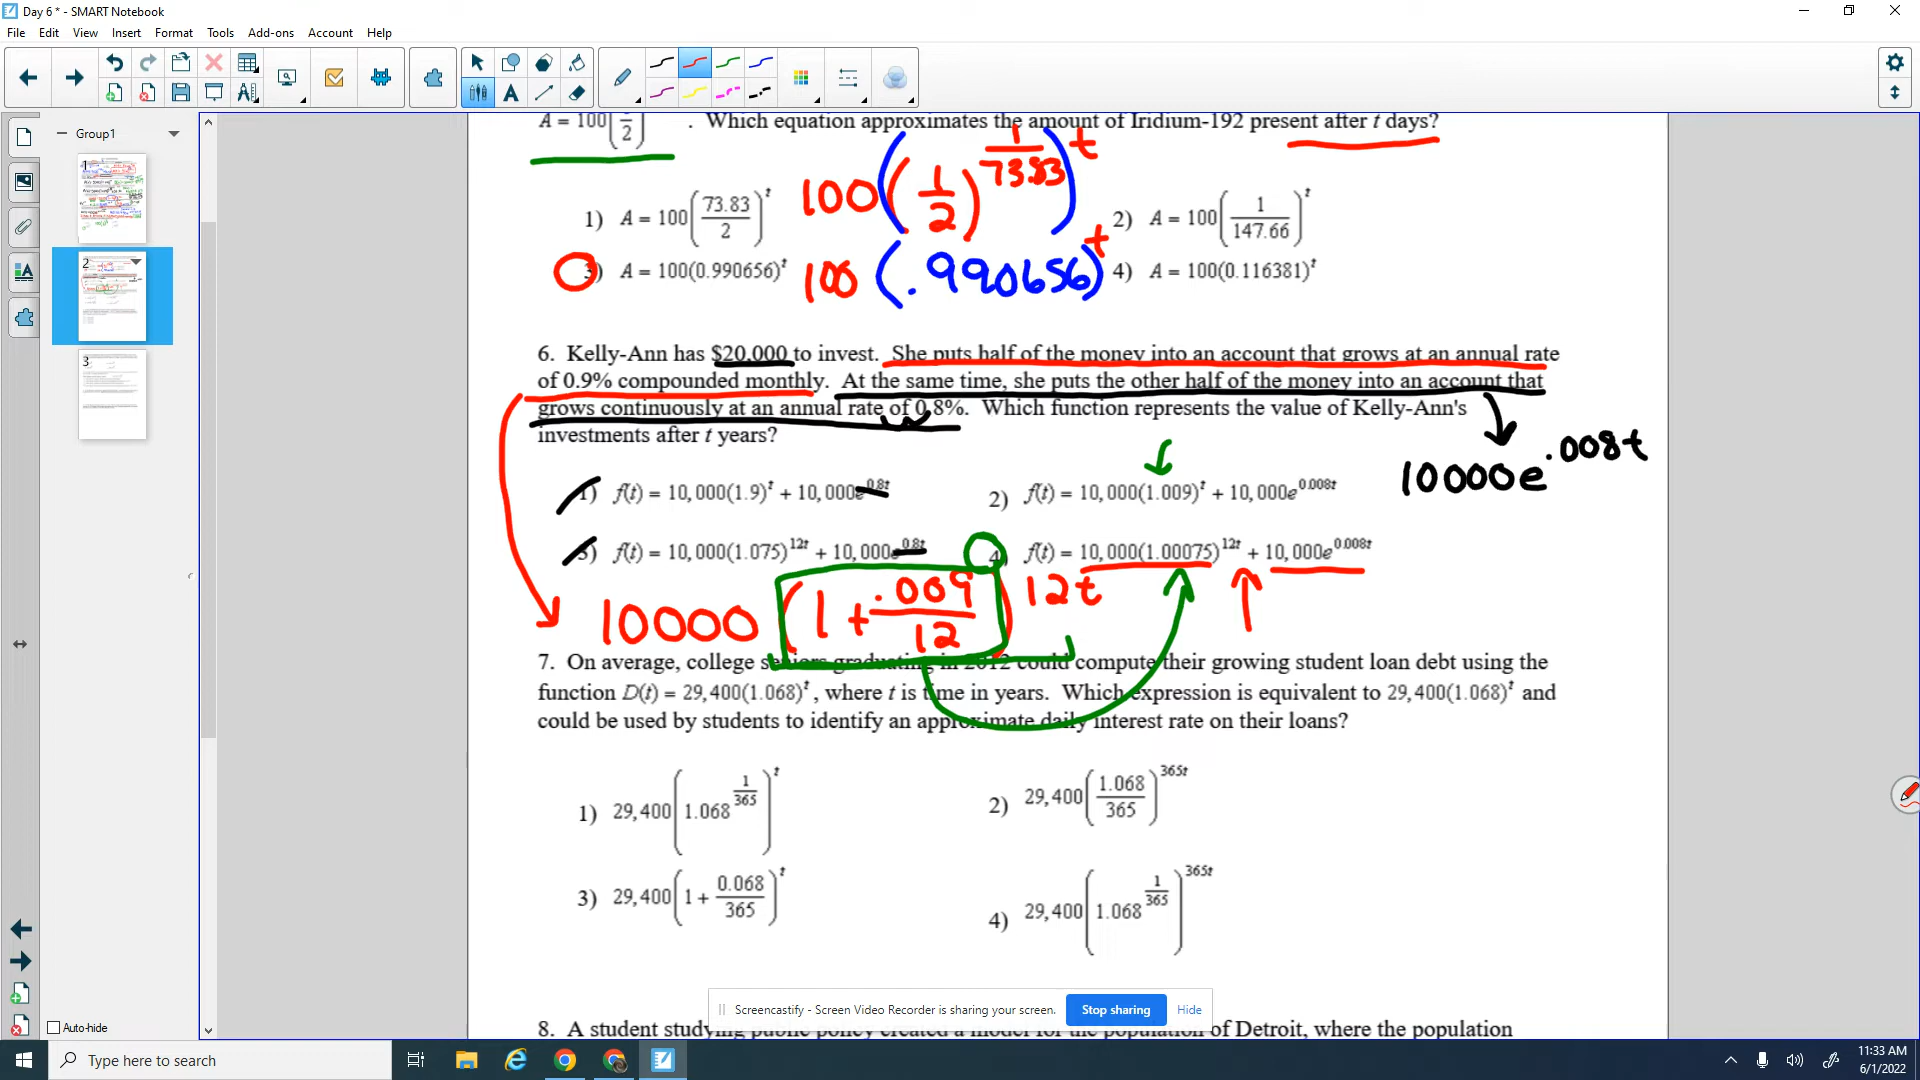 Day 6 * - SMART Notebook
File Edit View Insert Format Tools Add-ons Account Help
Group1
1
2
3
A = 100(1/2) . Which equation approximates the amount of Iridium-192 present after t days?
100((1/2)^(1/73.83))^t
1) A = 100(73.83/2)^t
2) A = 100(1/147.66)^t
3) A = 100(0.990656)^t
100 (.990656)^t
4) A = 100(0.116381)^t
6. Kelly-Ann has $20,000 to invest. She puts half of the money into an account that grows at an annual rate
of 0.9% compounded monthly. At the same time, she puts the other half of the money into an account that
grows continuously at an annual rate of 0.8%. Which function represents the value of Kelly-Ann's
investments after t years?
10000e^.008t
1) f(t) = 10,000(1.9)^t + 10,000e^0.8t
2) f(t) = 10,000(1.009)^t + 10,000e^0.008t
3) f(t) = 10,000(1.075)^12t + 10,000e^0.8t
4) f(t) = 10,000(1.00075)^12t + 10,000e^0.008t
10000 (1 + .009/12)^12t
7. On average, college seniors graduating in 2012 could compute their growing student loan debt using the
function D(t) = 29,400(1.068)^t, where t is time in years. Which expression is equivalent to 29,400(1.068)^t and
could be used by students to identify an approximate daily interest rate on their loans?
1) 29,400(1.068^(1/365))^t
2) 29,400(1.068/365)^365t
3) 29,400(1 + 0.068/365)^t
4) 29,400(1.068^(1/365))^365t
Screencastify - Screen Video Recorder is sharing your screen. Stop sharing Hide
8. A student studying public policy created a model for the population of Detroit, where the population
Auto-hide
Type here to search
11:33 AM
6/1/2022